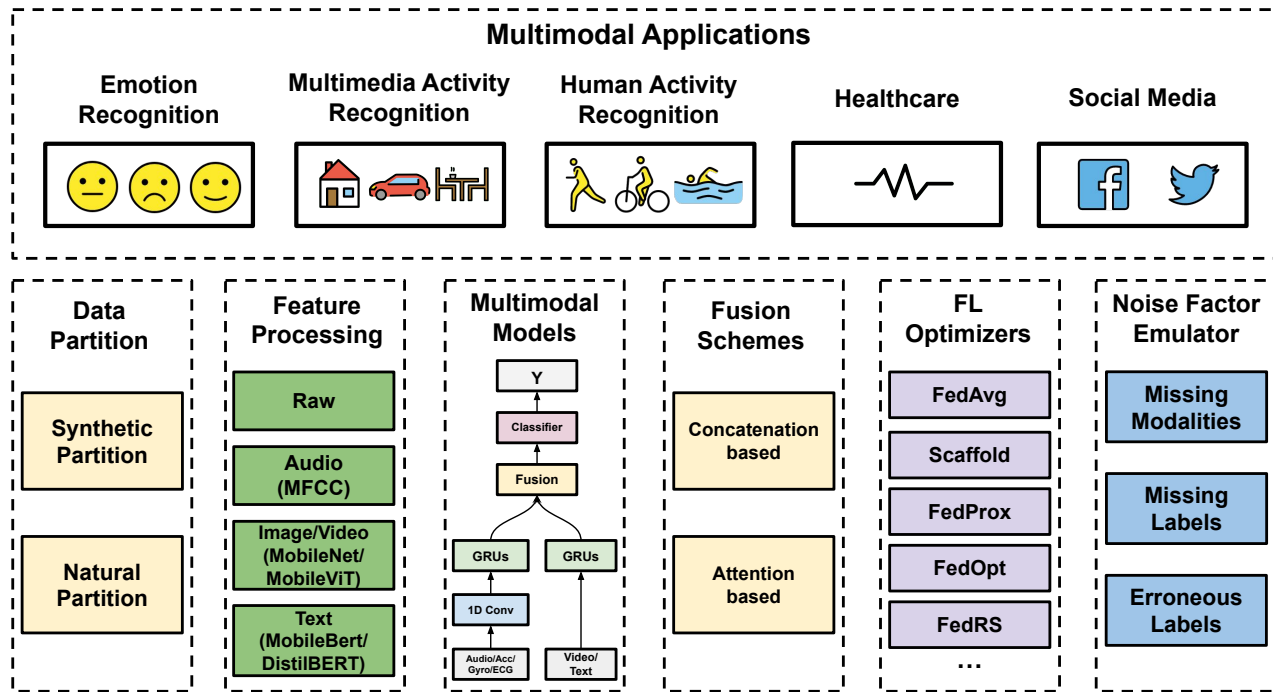 Multimodal Applications
Emotion
Recognition
Multimedia Activity
Recognition
Human Activity
Recognition
Healthcare
Social Media
f
Data
Partition
Synthetic
Partition
Natural
Partition
Feature
Processing
Raw
Audio
(MFCC)
Image/Video
(MobileNet/
MobileViT)
Text
(MobileBert/
DistilBERT)
Multimodal
Models
Y
Classifier
Fusion
GRUs
GRUs
1D Conv
Audio/Acc/
Gyro/ECG
Video/
Text
Fusion
Schemes
Concatenation
based
Attention
based
FL
Optimizers
FedAvg
Scaffold
FedProx
FedOpt
FedRS
...
Noise Factor
Emulator
Missing
Modalities
Missing
Labels
Erroneous
Labels